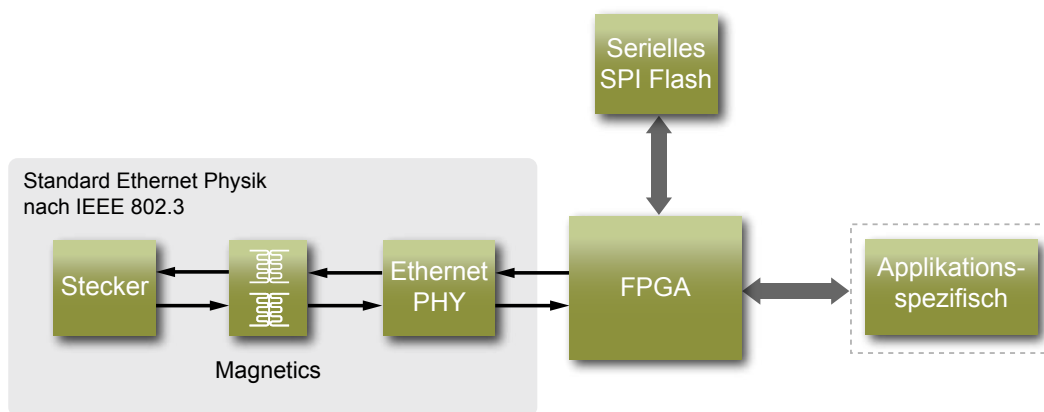 Serielles
SPI Flash
Standard Ethernet Physik
nach IEEE 802.3
Stecker
Magnetics
Ethernet
PHY
FPGA
Applikations-
spezifisch